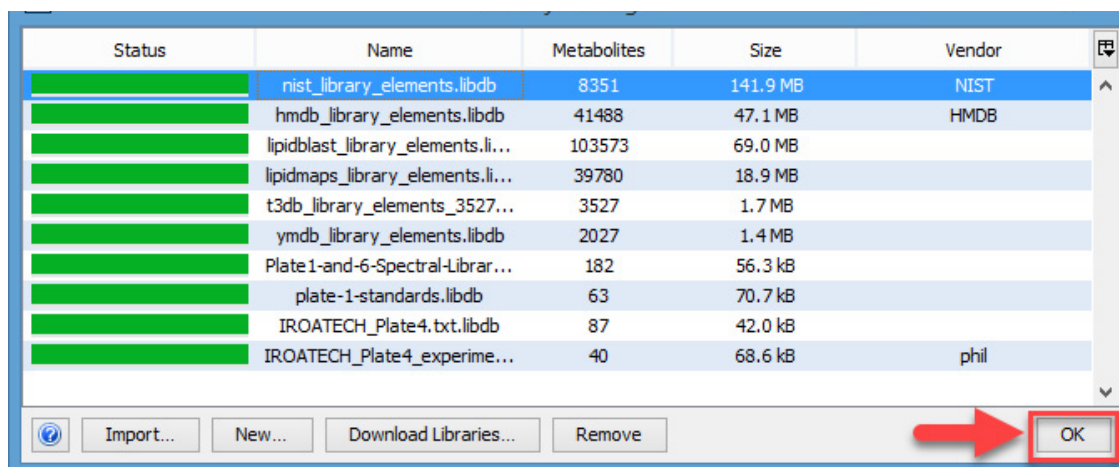 Status Name Metabolites Size Vendor
nist_library_elements.libdb 8351 141.9 MB NIST
hmdb_library_elements.libdb 41488 47.1 MB HMDB
lipidblast_library_elements.li... 103573 69.0 MB
lipidmaps_library_elements.li... 39780 18.9 MB
t3db_library_elements_3527... 3527 1.7 MB
ymdb_library_elements.libdb 2027 1.4 MB
Plate1-and-6-Spectral-Librar... 182 56.3 kB
plate-1-standards.libdb 63 70.7 kB
IROATECH_Plate4.txt.libdb 87 42.0 kB
IROATECH_Plate4_experime... 40 68.6 kB phil
? Import... New... Download Libraries... Remove OK